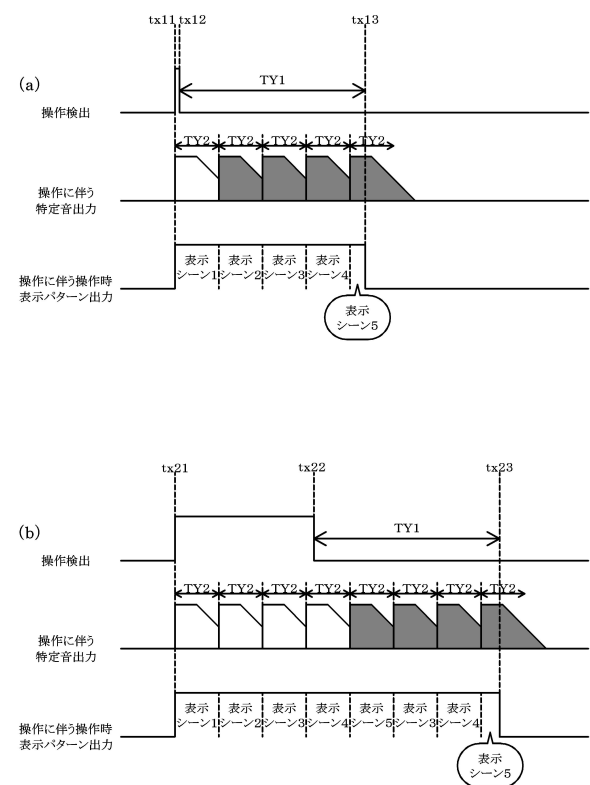 tx11 tx12 tx13
(a)
TY1
操作検出
TY2 TY2 TY2 TY2 TY2
操作に伴う
特定音出力
表示 表示 表示 表示
シーン1 シーン2 シーン3 シーン4
操作に伴う操作時
表示パターン出力
表示
シーン5
tx21 tx22 tx23
(b)
TY1
操作検出
TY2 TY2 TY2 TY2 TY2 TY2 TY2 TY2
操作に伴う
特定音出力
表示 表示 表示 表示 表示 表示 表示
シーン1 シーン2 シーン3 シーン4 シーン5 シーン3 シーン4
操作に伴う操作時
表示パターン出力
表示
シーン5